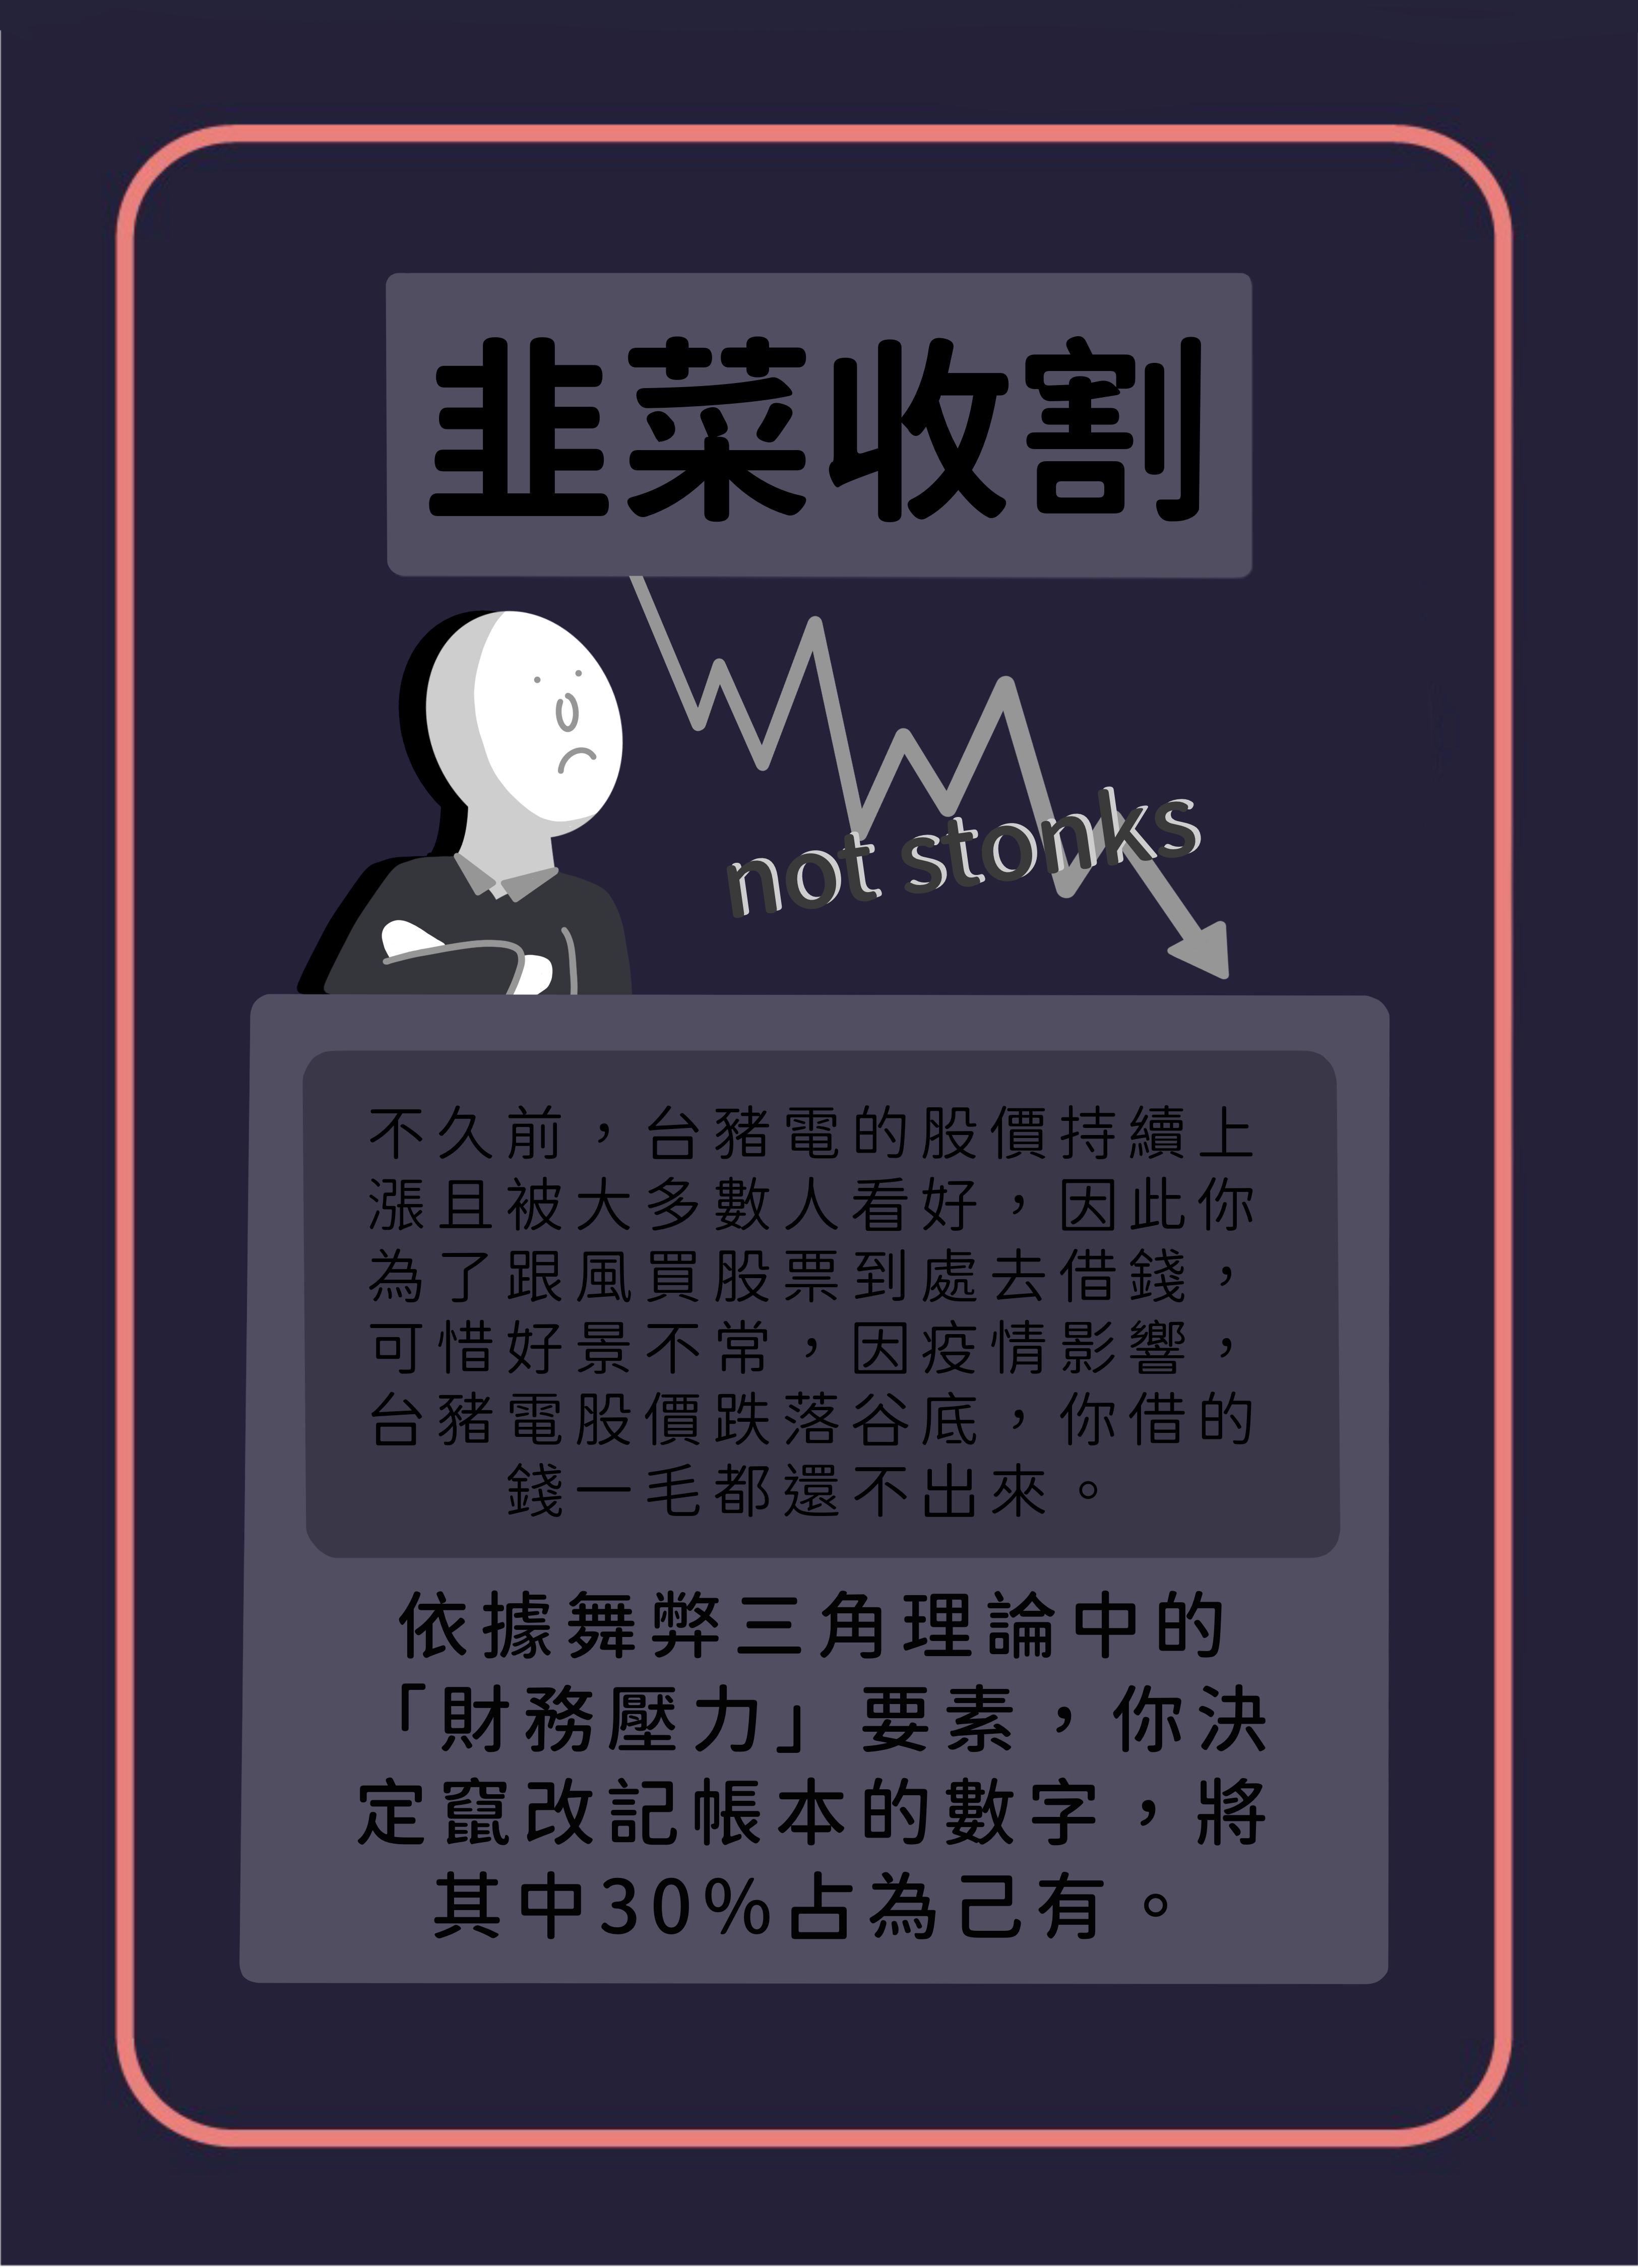 韭菜收割
not stonks
不久前，台豬電的股價持續上
漲且被大多數人看好，因此你
為了跟風買股票到處去借錢，
可惜好景不常，因疫情影響，
台豬電股價跌落谷底，你借的
錢一毛都還不出來。
依據舞弊三角理論中的
「財務壓力」要素，你決
定竄改記帳本的數字，將
其中30%占為己有。